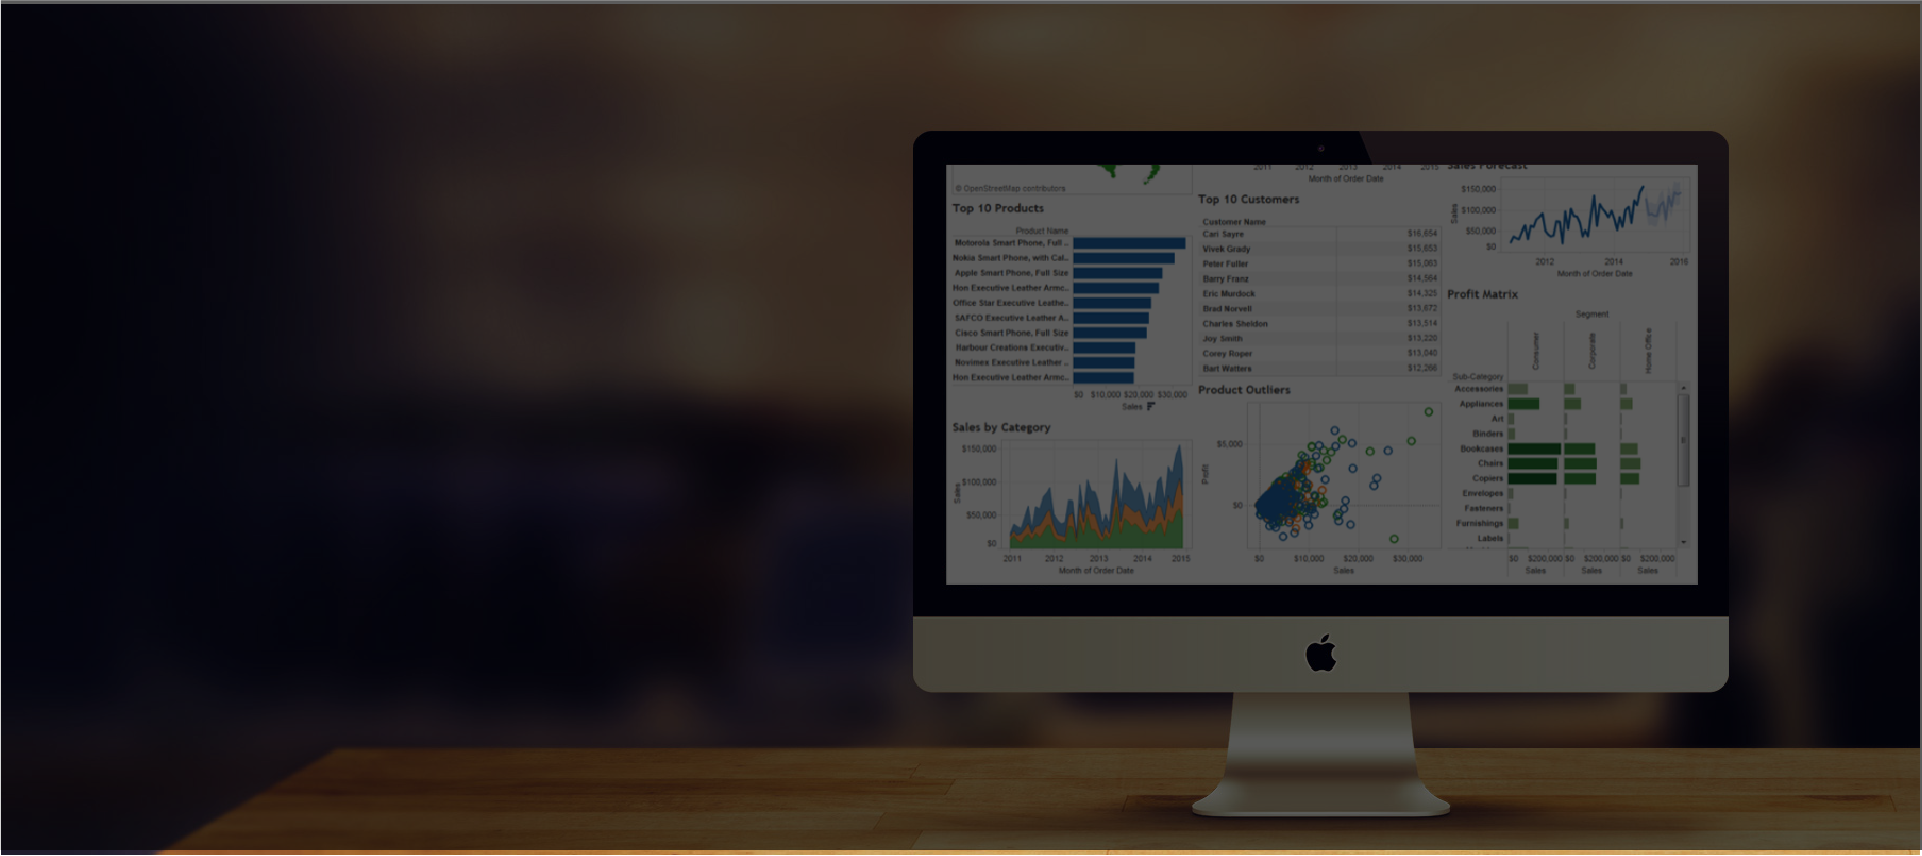 © OpenStreetMap contributors
Top 10 Products
Product Name
Motorola Smart Phone, Full ..
Nokia Smart Phone, with Cal..
Apple Smart Phone, Full Size
Hon Executive Leather Armc..
Office Star Executive Leathe..
SAFCO Executive Leather A..
Cisco Smart Phone, Full Size
Harbour Creations Executiv..
Novimex Executive Leather ..
Hon Executive Leather Armc..
$0 $10,000 $20,000 $30,000
Sales
Sales by Category
$150,000
$100,000
$50,000
$0
Sales
2011 2012 2013 2014 2015
Month of Order Date
2011 2012 2013 2014 2015
Month of Order Date
Top 10 Customers
Customer Name
Cari Sayre $16,654
Vivek Grady $15,653
Peter Fuller $15,083
Barry Franz $14,564
Eric Murdock $14,325
Brad Norvell $13,672
Charles Sheldon $13,514
Joy Smith $13,220
Corey Roper $13,040
Bart Watters $12,266
Product Outliers
$5,000
$0
Profit
$0 $10,000 $20,000 $30,000
Sales
Sales Forecast
$150,000
$100,000
$50,000
$0
Sales
2012 2014 2016
Month of Order Date
Profit Matrix
Segment
Consumer
Corporate
Home Office
Sub-Category
Accessories
Appliances
Art
Binders
Bookcases
Chairs
Copiers
Envelopes
Fasteners
Furnishings
Labels
$0 $200,000 $0 $200,000 $0 $200,000
Sales Sales Sales